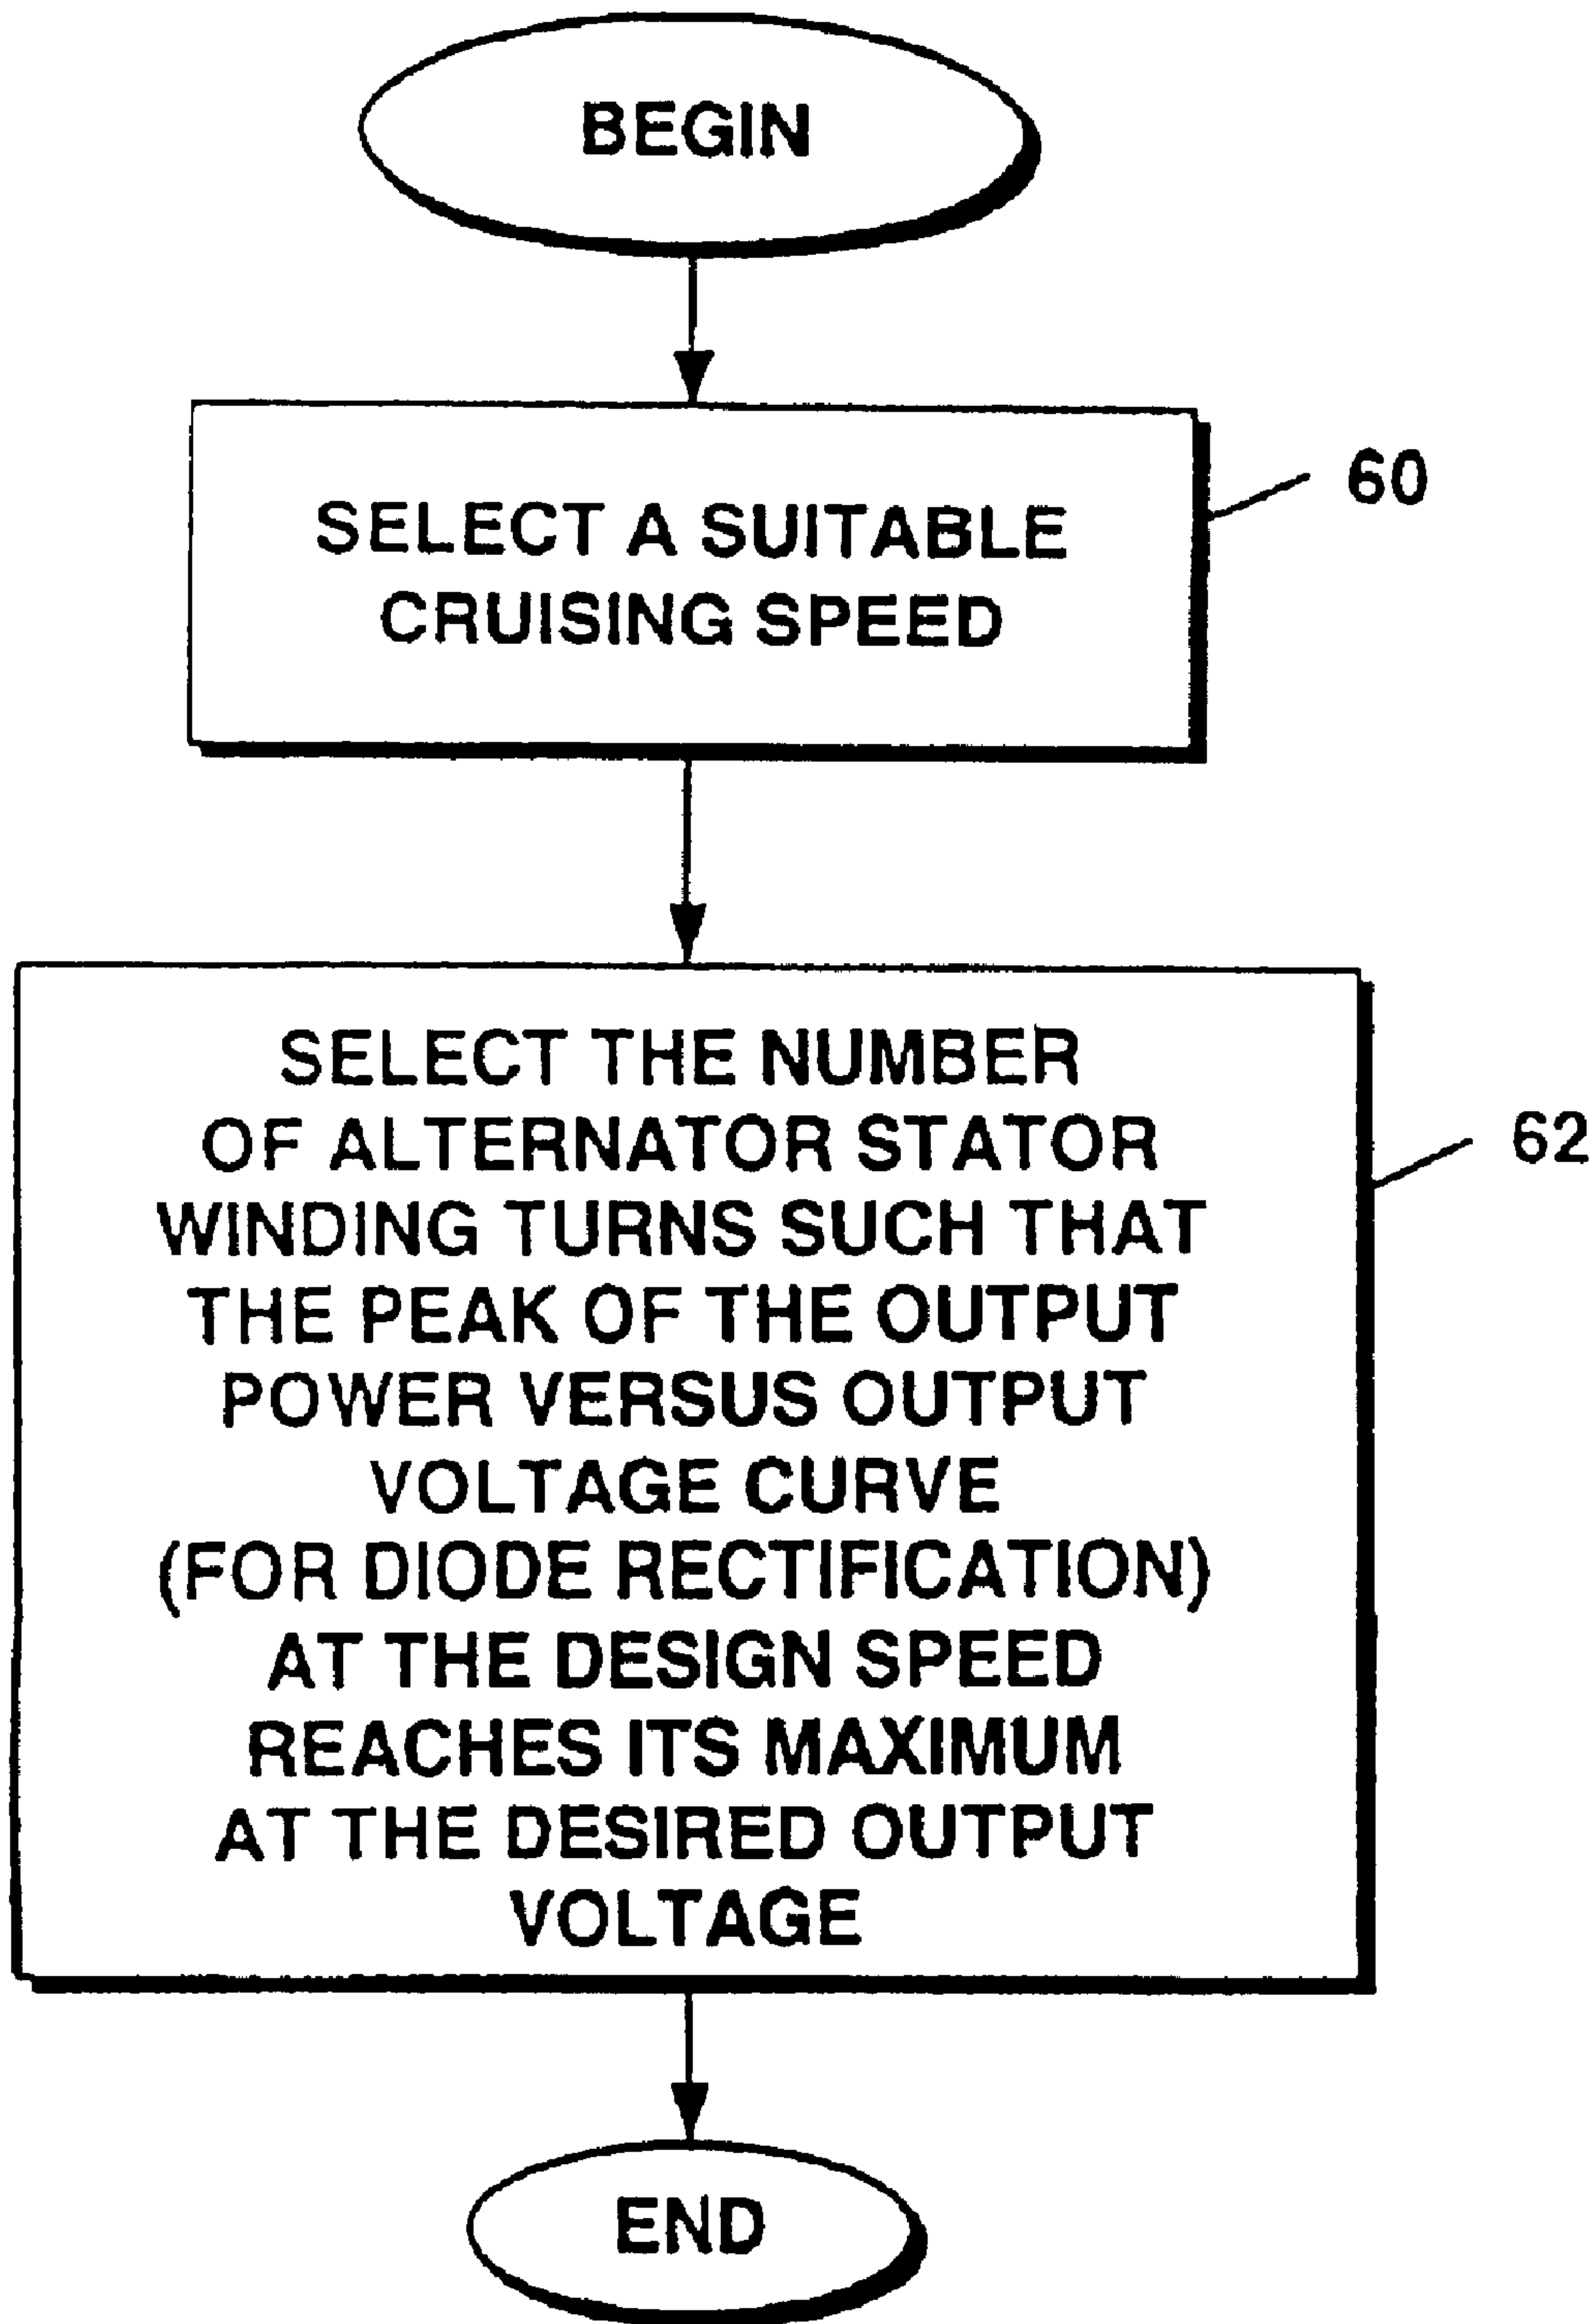 BEGIN
SELECT A SUITABLE
CRUISING SPEED
60
SELECT THE NUMBER
OF ALTERNATOR STATOR
WINDING TURNS SUCH THAT
THE PEAK OF THE OUTPUT
POWER VERSUS OUTPUT
VOLTAGE CURVE
(FOR DIODE RECTIFICATION)
AT THE DESIGN SPEED
REACHES ITS MAXIMUM
AT THE DESIRED OUTPUT
VOLTAGE
62
END